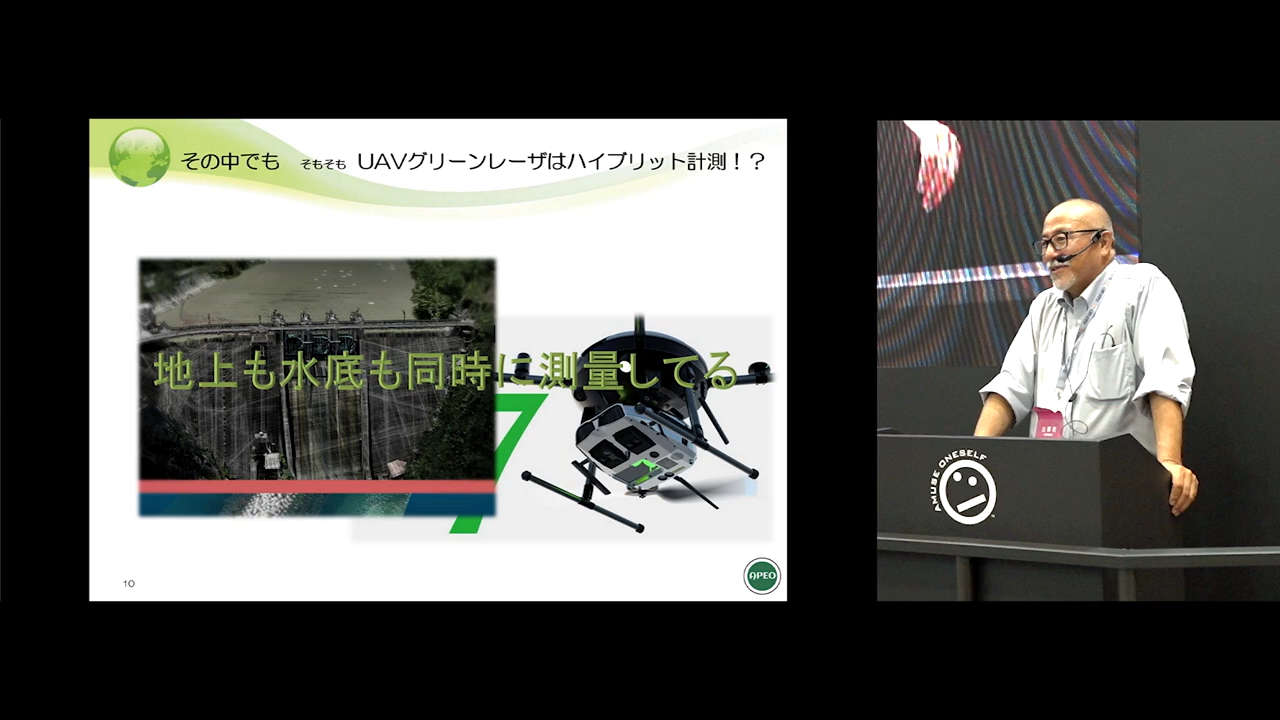 その中でも そもそも UAVグリーンレーザはハイブリット計測！？
地上も水底も同時に測量してる
7
10
APEO
AMUSE ONESELF